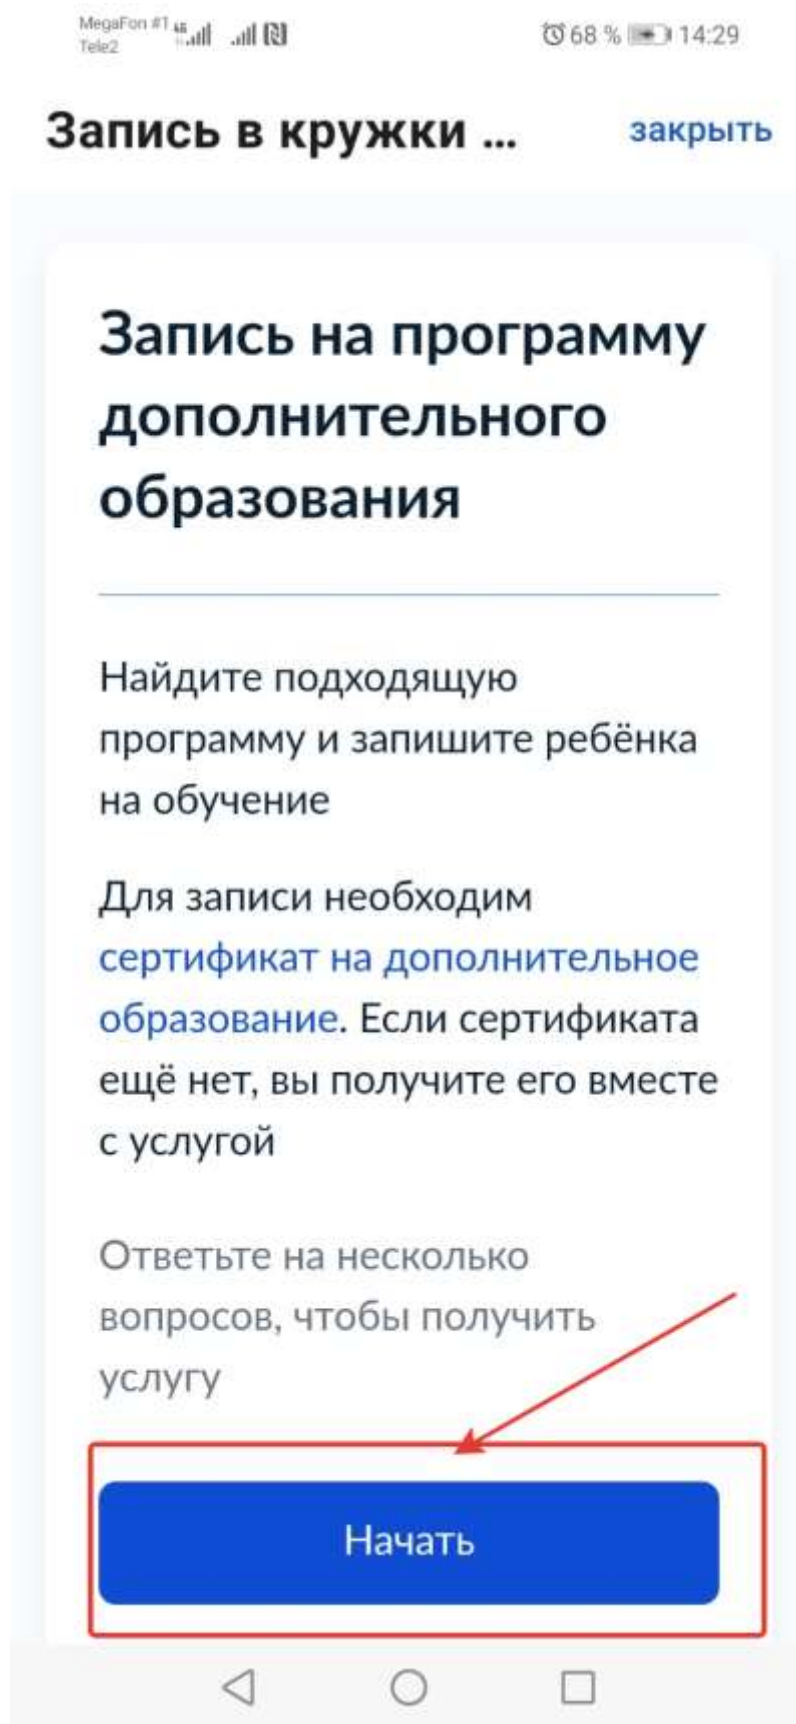 MegaFon #1 4G
Tele2
68 % 14:29
Запись в кружки ... закрыть
Запись на программу
дополнительного
образования
Найдите подходящую
программу и запишите ребёнка
на обучение
Для записи необходим
сертификат на дополнительное
образование. Если сертификата
ещё нет, вы получите его вместе
с услугой
Ответьте на несколько
вопросов, чтобы получить
услугу
Начать